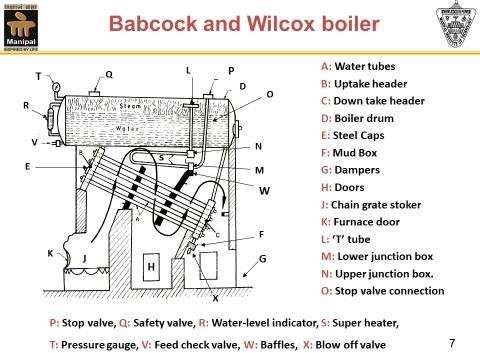 Manipal
INSPIRED BY LIFE
Babcock and Wilcox boiler
T
Q
L
P
D
O
R
Steam
Water
V
S
N
B
E
M
W
A
C
F
K
J
H
G
X
A: Water tubes
B: Uptake header
C: Down take header
D: Boiler drum
E: Steel Caps
F: Mud Box
G: Dampers
H: Doors
J: Chain grate stoker
K: Furnace door
L: ‘T’ tube
M: Lower junction box
N: Upper junction box.
O: Stop valve connection
P: Stop valve, Q: Safety valve, R: Water-level indicator, S: Super heater,
T: Pressure gauge, V: Feed check valve, W: Baffles, X: Blow off valve
7